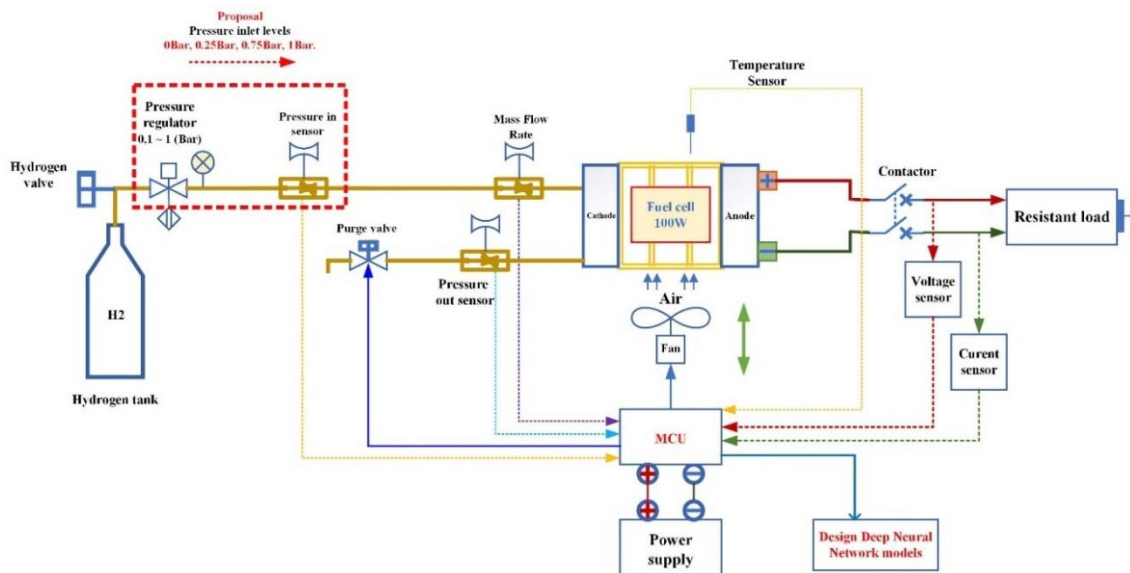 Proposal
Pressure inlet levels
0Bar, 0.25Bar, 0.75Bar, 1Bar.
Temperature
Sensor
Pressure
regulator
0,1 ~ 1 (Bar)
Pressure in
sensor
Mass Flow
Rate
Hydrogen
valve
Contactor
Cathode
Fuel cell
100W
Anode
Resistant load
Purge valve
Pressure
out sensor
Air
Voltage
sensor
H2
Fan
Curent
sensor
Hydrogen tank
MCU
Power
supply
Design Deep Neural
Network models